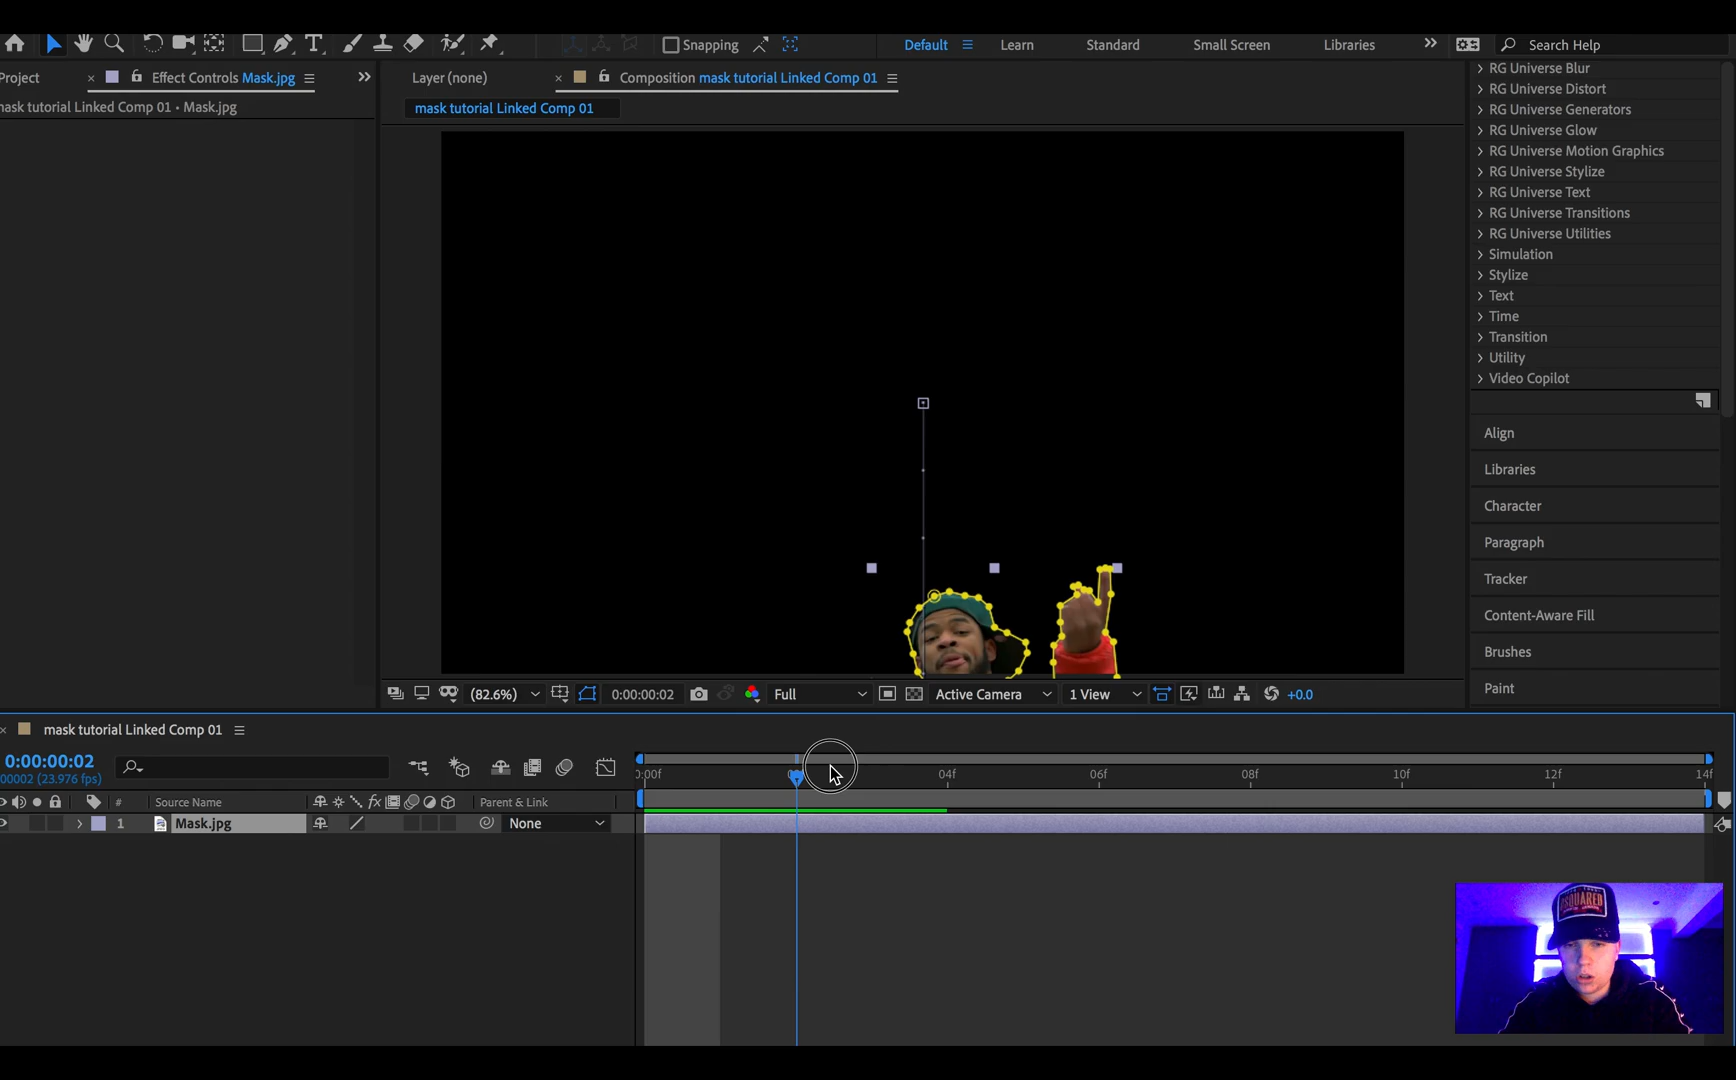 Snapping
Default
Learn
Standard
Small Screen
Libraries
Search Help
Project
Effect Controls Mask.jpg
Layer (none)
Composition mask tutorial Linked Comp 01
mask tutorial Linked Comp 01 • Mask.jpg
mask tutorial Linked Comp 01
RG Universe Blur
RG Universe Distort
RG Universe Generators
RG Universe Glow
RG Universe Motion Graphics
RG Universe Stylize
RG Universe Text
RG Universe Transitions
RG Universe Utilities
Simulation
Stylize
Text
Time
Transition
Utility
Video Copilot
Align
Libraries
Character
Paragraph
Tracker
Content-Aware Fill
Brushes
Paint
(82.6%)
0:00:00:02
Full
Active Camera
1 View
+0.0
mask tutorial Linked Comp 01
0:00:00:02
00002 (23.976 fps)
0:00f
04f
06f
08f
10f
12f
14f
#
Source Name
fx
Parent & Link
1
Mask.jpg
None
DSQUARED